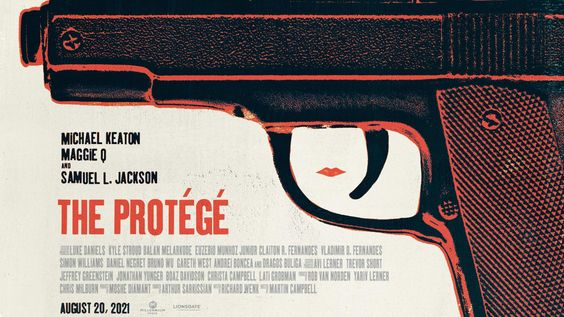 MICHAEL KEATON
MAGGIE Q
AND
SAMUEL L. JACKSON
THE PROTÉGÉ
LUKE DANIELS KYLE STROUD BALAN MELARKODE EUZEBIO MUNHOZ JUNIOR CLAITON R. FERNANDES VLADIMIR D. FERNANDES
SIMON WILLIAMS DANIEL NEGRET BRUNO WU GARETH WEST ANDREI BONCEA AND DRAGOS BULIGA AVI LERNER TREVOR SHORT
JEFFREY GREENSTEIN JONATHAN YUNGER BOAZ DAVIDSON CHRISTA CAMPBELL LATI GROBMAN ROB VAN NORDEN YARIV LERNER
CHRIS MILBURN MOSHE DIAMANT ARTHUR SARKISSIAN RICHARD WENK MARTIN CAMPBELL
AUGUST 20, 2021
MILLENNIUM
LIONSGATE